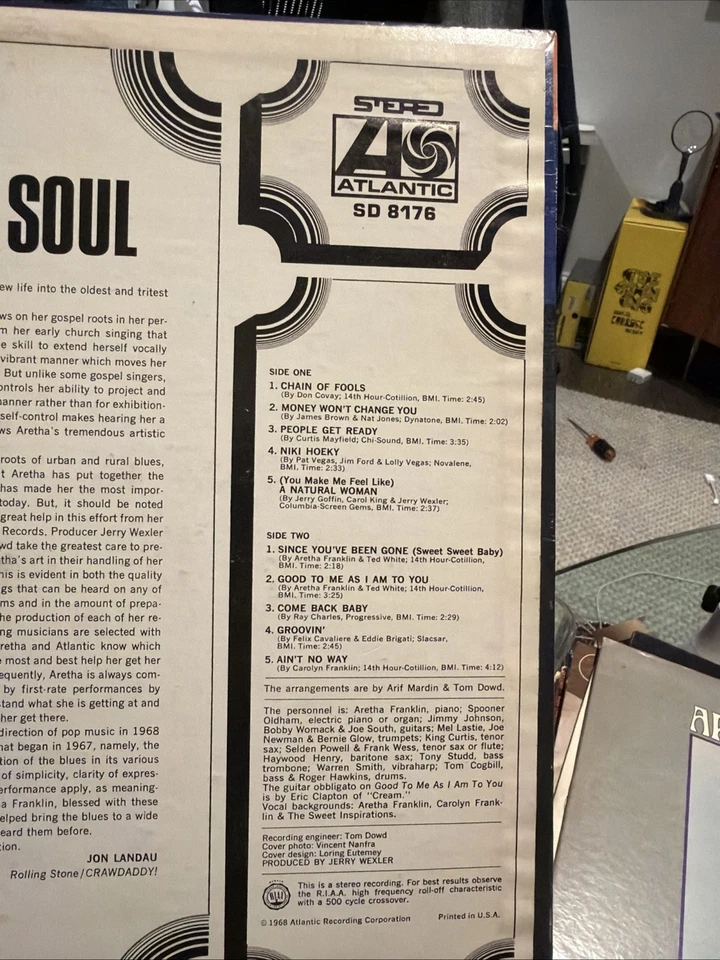 SOUL
ew life into the oldest and tritest
ws on her gospel roots in her per-
m her early church singing that
e skill to extend herself vocally
vibrant manner which moves her
But unlike some gospel singers,
ontrols her ability to project and
anner rather than for exhibition-
self-control makes hearing her a
ws Aretha's tremendous artistic
roots of urban and rural blues,
t Aretha has put together the
has made her the most impor-
today. But, it should be noted
great help in this effort from her
Records, Producer Jerry Wexler
wd take the greatest care to pre-
tha's art in their handling of her
his is evident in both the quality
gs that can be heard on any of
ms and in the amount of prepa-
he production of each of her re-
ng musicians are selected with
retha and Atlantic know which
e most and best help her get her
equently, Aretha is always com-
by first-rate performances by
stand what she is getting at and
her get there.
direction of pop music in 1968
hat began in 1967, namely, the
tion of the blues in its various
of simplicity, clarity of expres-
erformance apply, as meaning-
a Franklin, blessed with these
elped bring the blues to a wide
eard them before.
tion.
JON LANDAU
Rolling Stone/CRAWDADDY!
STEREO
A
ATLANTIC
SD 8176
SIDE ONE
1. CHAIN OF FOOLS
(By Don Covay; 14th Hour-Cotillion, BMI. Time: 2:45)
2. MONEY WON'T CHANGE YOU
(By James Brown & Nat Jones; Dynatone, BMI. Time: 2:02)
3. PEOPLE GET READY
(By Curtis Mayfield; Chi-Sound, BMI. Time: 3:35)
4. NIKI HOEKY
(By Pat Vegas, Jim Ford & Lolly Vegas; Novalene,
BMI. Time: 2:33)
5. (You Make Me Feel Like)
A NATURAL WOMAN
(By Jerry Goffin, Carol King & Jerry Wexler;
Columbia-Screen Gems, BMI. Time: 2:37)
SIDE TWO
1. SINCE YOU'VE BEEN GONE (Sweet Sweet Baby)
(By Aretha Franklin & Ted White; 14th Hour-Cotillion,
BMI. Time: 2:18)
2. GOOD TO ME AS I AM TO YOU
(By Aretha Franklin & Ted White; 14th Hour-Cotillion,
BMI. Time: 3:25)
3. COME BACK BABY
(By Ray Charles, Progressive, BMI. Time: 2:29)
4. GROOVIN'
(By Felix Cavaliere & Eddie Brigati; Slacsar,
BMI. Time: 2:45)
5. AIN'T NO WAY
(By Carolyn Franklin; 14th Hour-Cotillion, BMI. Time: 4:12)
The arrangements are by Arif Mardin & Tom Dowd.
The personnel is: Aretha Franklin, piano; Spooner
Oldham, electric piano or organ; Jimmy Johnson,
Bobby Womack & Joe South, guitars; Mel Lastie, Joe
Newman & Bernie Glow, trumpets; King Curtis, tenor
sax; Selden Powell & Frank Wess, tenor sax or flute;
Haywood Henry, baritone sax; Tony Studd, bass
trombone; Warren Smith, vibraharp; Tom Cogbill,
bass & Roger Hawkins, drums.
The guitar obbligato on Good To Me As I Am To You
is by Eric Clapton of "Cream."
Vocal backgrounds: Aretha Franklin, Carolyn Frank-
lin & The Sweet Inspirations.
Recording engineer: Tom Dowd
Cover photo: Vincent Nanfra
Cover design: Loring Eutemey
PRODUCED BY JERRY WEXLER
This is a stereo recording. For best results observe
the R.I.A.A. high frequency roll-off characteristic
with a 500 cycle crossover.
© 1968 Atlantic Recording Corporation Printed in U.S.A.